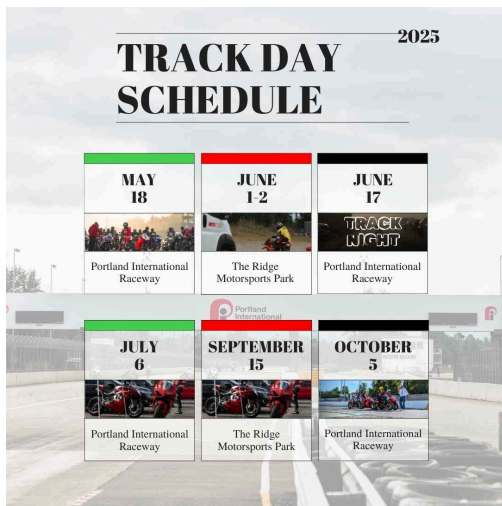 2025
TRACK DAY
SCHEDULE
MAY
18
Portland International
Raceway
JUNE
1-2
The Ridge
Motorsports Park
JUNE
17
TRACK
NIGHT
Portland International
Raceway
Portland
International
JULY
6
Portland International
Raceway
SEPTEMBER
15
The Ridge
Motorsports Park
OCTOBER
5
Portland International
Raceway